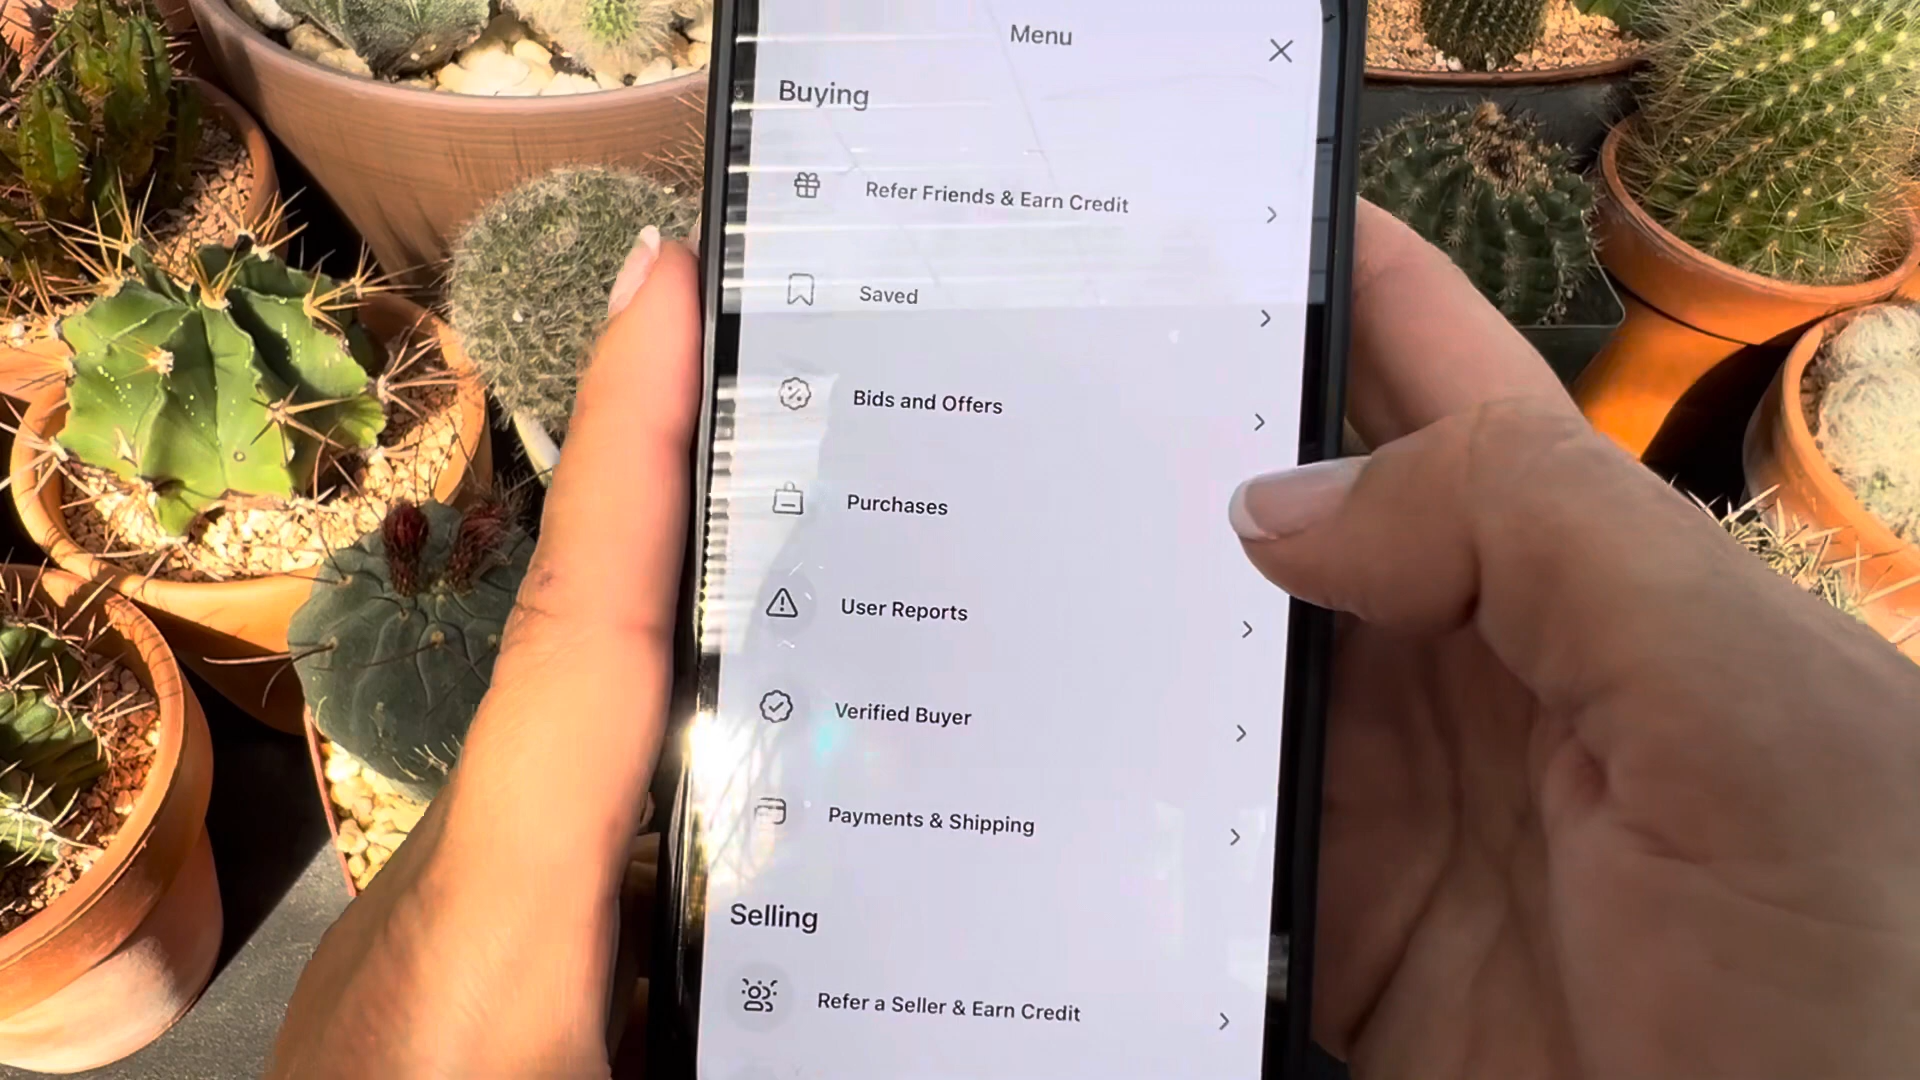 Menu
Buying
Refer Friends & Earn Credit
Saved
Bids and Offers
Purchases
User Reports
Verified Buyer
Payments & Shipping
Selling
Refer a Seller & Earn Credit